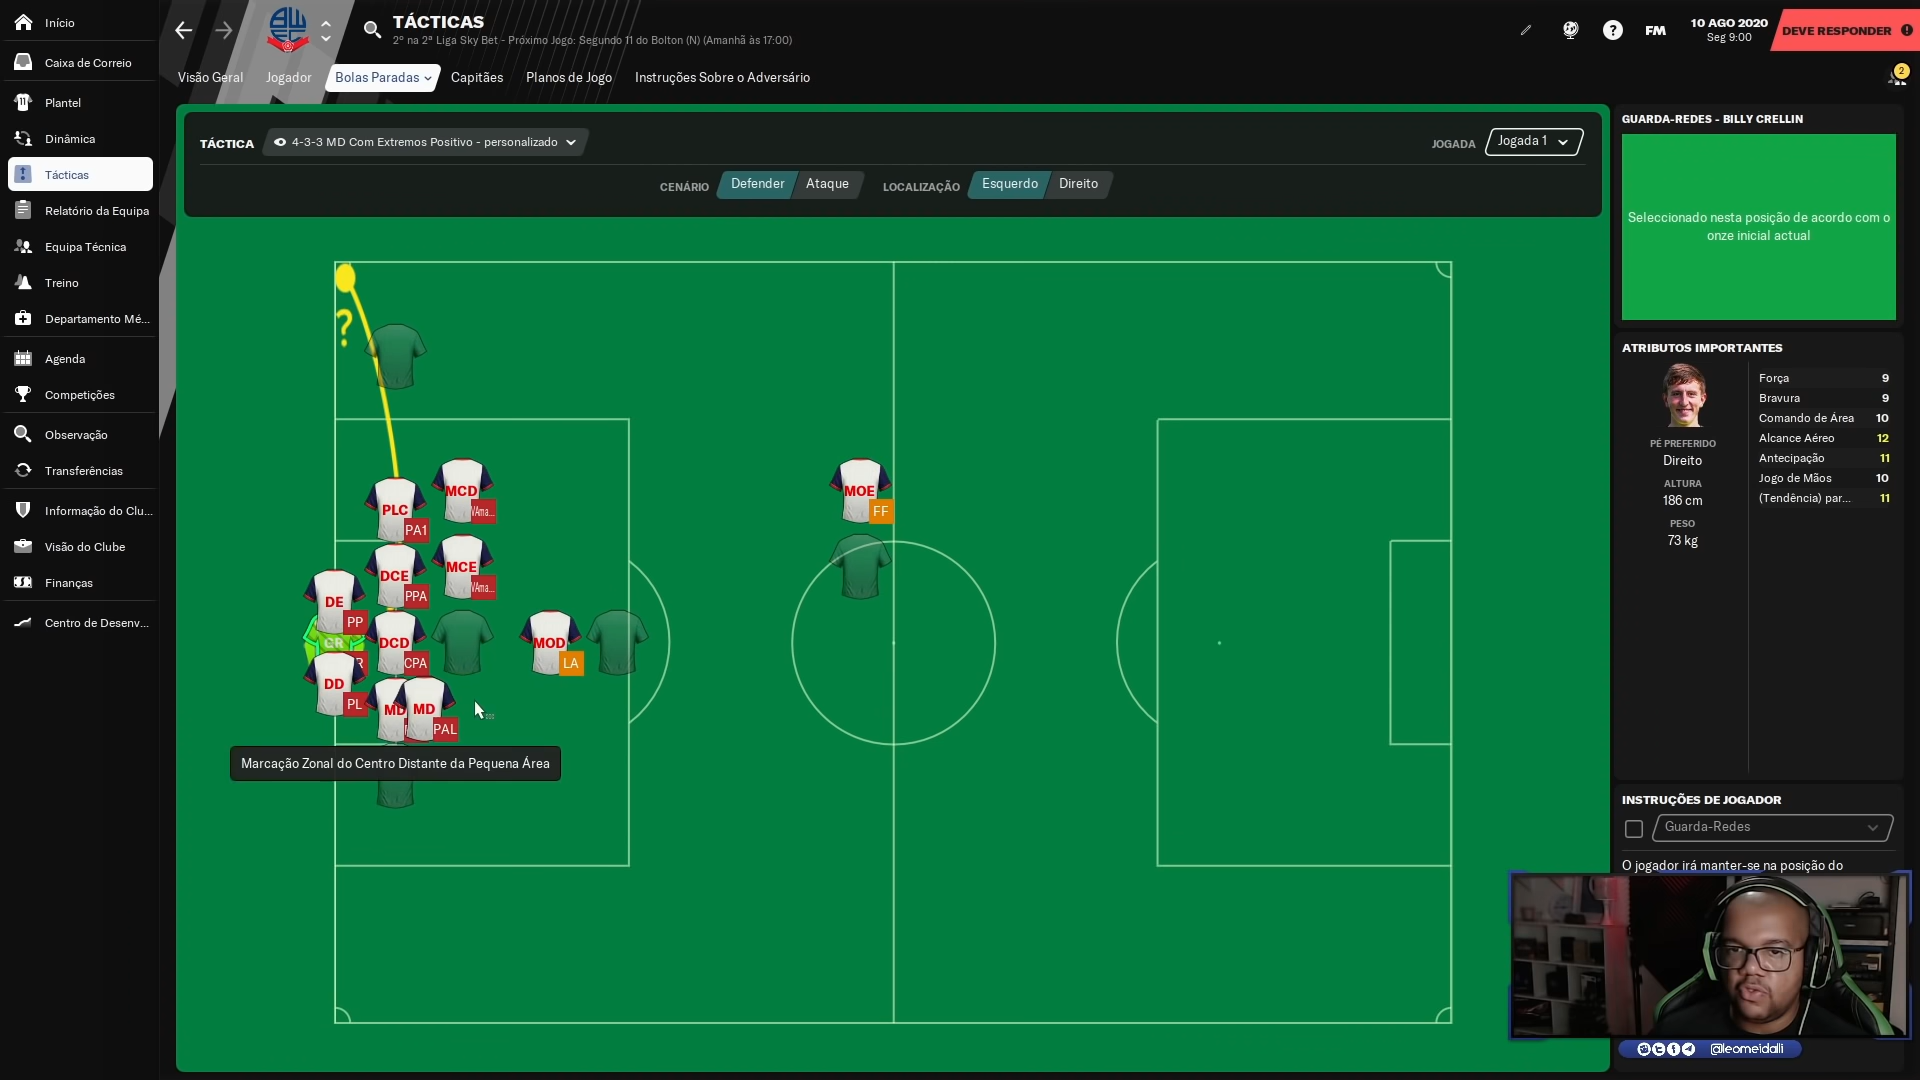 Início
Caixa de Correio
Plantel
Dinâmica
Tácticas
Relatório da Equipa
Equipa Técnica
Treino
Departamento Mé...
Agenda
Competições
Observação
Transferências
Informação do Clu...
Visão do Clube
Finanças
Centro de Desenv...
TÁCTICAS
2º na 2ª Liga Sky Bet - Próximo Jogo: Segundo 11 do Bolton (N) (Amanhã às 17:00)
FM
10 AGO 2020
Seg 9:00
DEVE RESPONDER
2
Visão Geral
Jogador
Bolas Paradas
Capitães
Planos de Jogo
Instruções Sobre o Adversário
TÁCTICA
4-3-3 MD Com Extremos Positivo - personalizado
JOGADA
Jogada 1
CENÁRIO
Defender
Ataque
LOCALIZAÇÃO
Esquerdo
Direito
?
MCD
PLC
PA1
MOE
FF
MCE
DCE
PPA
DE
PP
GR
DCD
CPA
MOD
LA
DD
PL
MD
MD
PAL
Marcação Zonal do Centro Distante da Pequena Área
GUARDA-REDES - BILLY CRELLIN
Seleccionado nesta posição de acordo com o
onze inicial actual
ATRIBUTOS IMPORTANTES
PÉ PREFERIDO
Direito
ALTURA
186 cm
PESO
73 kg
Força 9
Bravura 9
Comando de Área 10
Alcance Aéreo 12
Antecipação 11
Jogo de Mãos 10
(Tendência) par... 11
INSTRUÇÕES DE JOGADOR
Guarda-Redes
O jogador irá manter-se na posição do
@leomeidalli